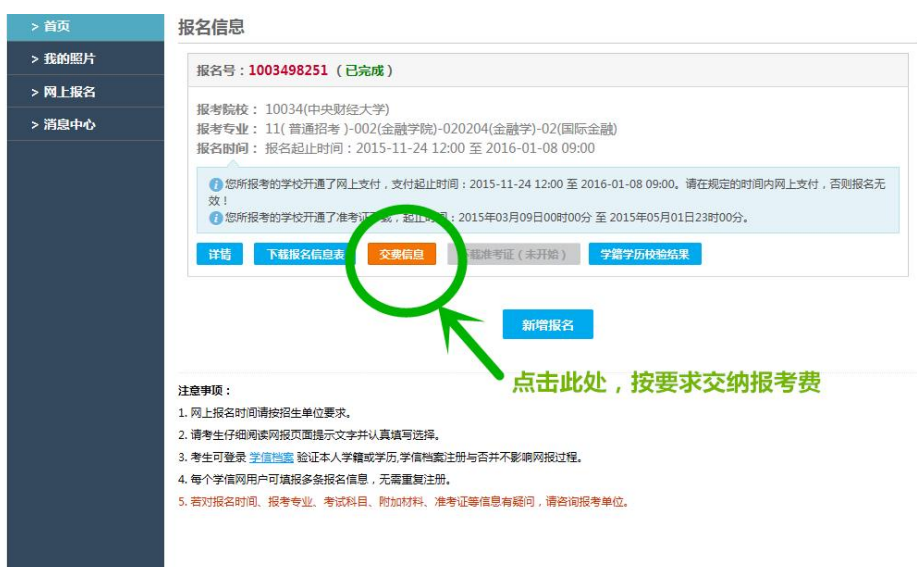 > 首页
> 我的照片
> 网上报名
> 消息中心
报名信息
报名号：1003498251 （已完成）
报考院校： 10034(中央财经大学)
报考专业： 11( 普通招考 )-002(金融学院)-020204(金融学)-02(国际金融)
报名时间： 报名起止时间：2015-11-24 12:00 至 2016-01-08 09:00
您所报考的学校开通了网上支付，支付起止时间：2015-11-24 12:00 至 2016-01-08 09:00。请在规定的时间内网上支付，否则报名无
效！
您所报考的学校开通了准考证下载，起止时间：2015年03月09日00时00分 至 2015年05月01日23时00分。
详情 下载报名信息表 交费信息 下载准考证（未开始） 学籍学历校验结果
新增报名
点击此处，按要求交纳报考费
注意事项：
1. 网上报名时间请按招生单位要求。
2. 请考生仔细阅读网报页面提示文字并认真填写选择。
3. 考生可登录 学信档案 验证本人学籍或学历,学信档案注册与否并不影响网报过程。
4. 每个学信网用户可填报多条报名信息，无需重复注册。
5. 若对报名时间、报考专业、考试科目、附加材料、准考证等信息有疑问，请咨询报考单位。